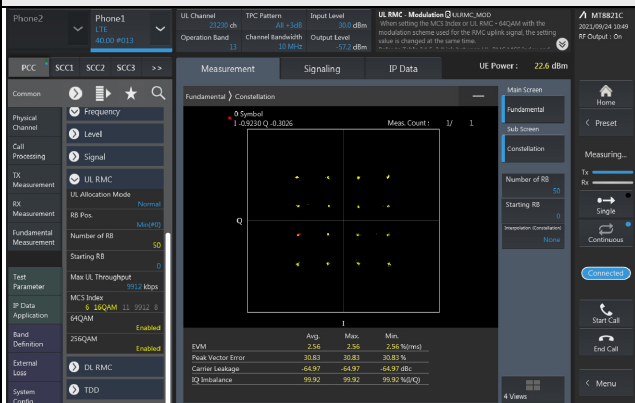 Phone2
Phone1
LTE
40.00 #013
UL Channel
23230 ch
TPC Pattern
All +3dB
Input Level
30.0 dBm
Operation Band
13
Channel Bandwidth
10 MHz
Output Level
-57.2 dBm
UL RMC - Modulation ULRMC_MOD
When setting the MCS Index or UL RMC - 64QAM with the
modulation scheme used for the RMC uplink signal, the setting
value is changed at the same time.
MT8821C
2021/09/24 10:49
RF Output : On
PCC
SCC1
SCC2
SCC3
>>
Measurement
Signaling
IP Data
UE Power : 22.6 dBm
Common
Physical
Channel
Call
Processing
TX
Measurement
RX
Measurement
Fundamental
Measurement
Test
Parameter
IP Data
Application
Band
Definition
External
Loss
System
Config
Frequency
Level
Signal
UL RMC
UL Allocation Mode
Normal
RB Pos.
Min(#0)
Number of RB
50
Starting RB
0
Max UL Throughput
9912 kbps
MCS Index
6 16QAM 11 9912 8
64QAM
Enabled
256QAM
Enabled
DL RMC
TDD
Fundamental ⟩ Constellation
0 Symbol
I -0.9230 Q -0.3026
Meas. Count : 1/ 1
Q
I
Avg. Max. Min.
EVM 2.56 2.56 2.56 %(rms)
Peak Vector Error 30.83 30.83 30.83 %
Carrier Leakage -64.97 -64.97 -64.97 dBc
IQ Imbalance 99.92 99.92 99.92 %(I/Q)
Main Screen
Fundamental
Sub Screen
Constellation
Number of RB
50
Starting RB
0
Interpolation (Constellation)
None
4 Views
Home
Preset
Measuring...
Tx
Rx
Single
Continuous
Connected
Start Call
End Call
Menu